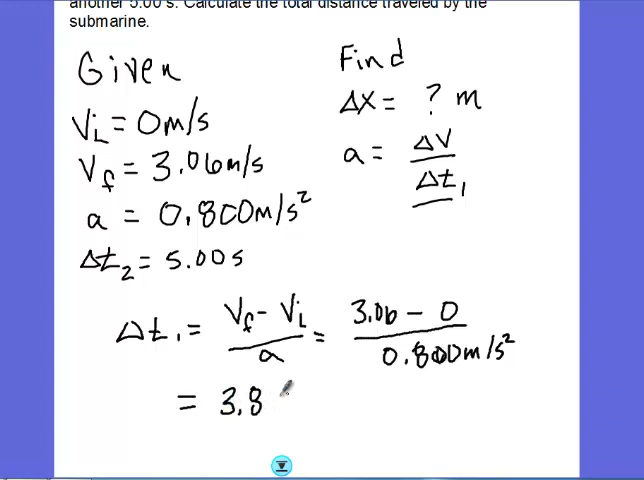 another 5.00 s. Calculate the total distance traveled by the
submarine.
Given
Vi = 0m/s
Vf = 3.06m/s
a = 0.800m/s²
Δt₂ = 5.00s
Find
Δx = ? m
a = ΔV / Δt₁
Δt₁ = Vf - Vi / a = 3.06 - 0 / 0.800m/s²
= 3.8